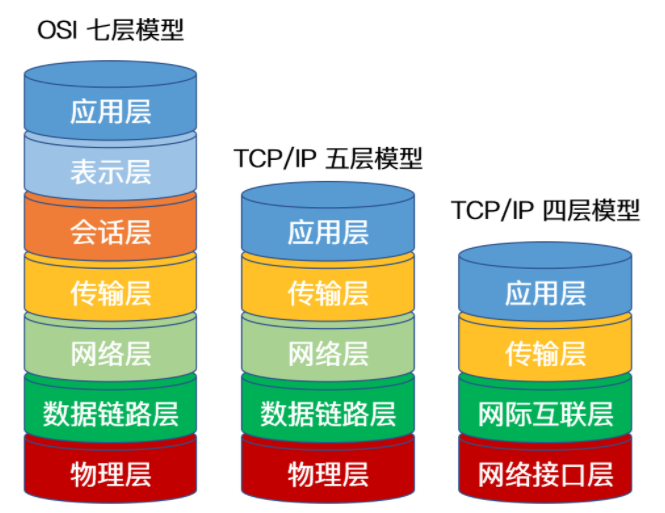 OSI 七层模型
应用层
表示层
会话层
传输层
网络层
数据链路层
物理层
TCP/IP 五层模型
应用层
传输层
网络层
数据链路层
物理层
TCP/IP 四层模型
应用层
传输层
网际互联层
网络接口层